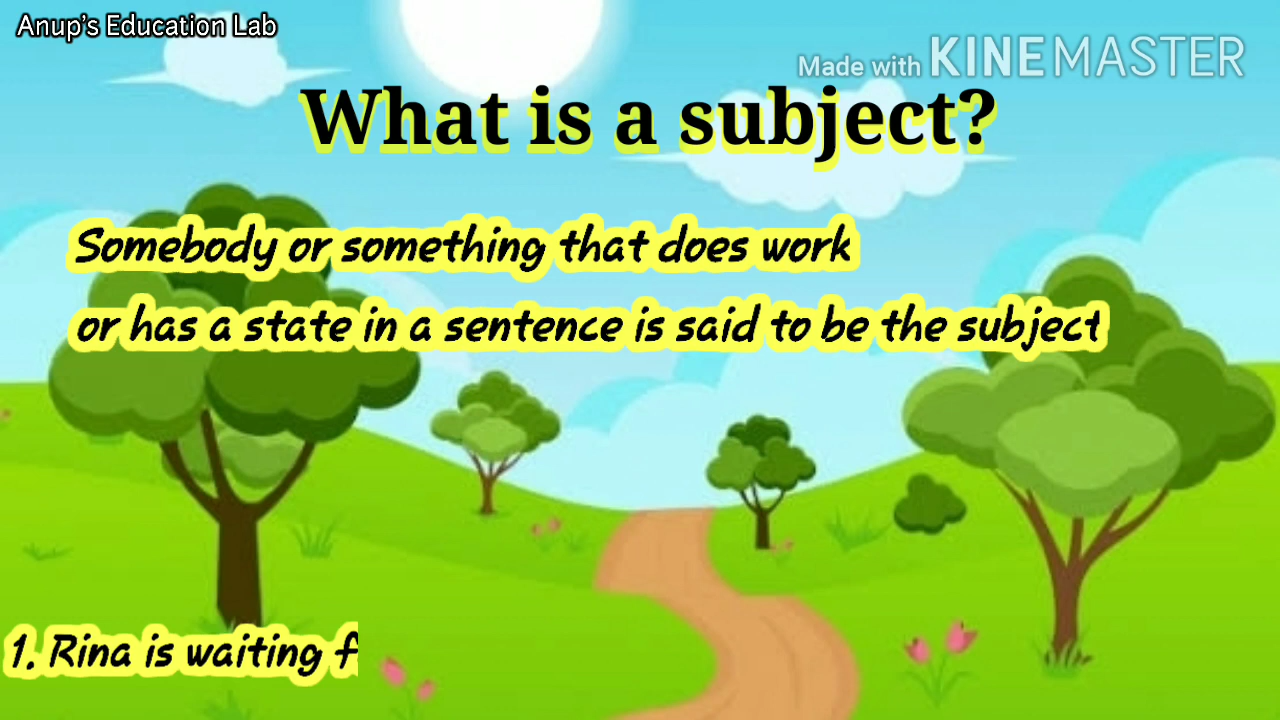 Anup's Education Lab
Made with KINEMASTER
What is a subject?
Somebody or something that does work
or has a state in a sentence is said to be the subject
1. Rina is waiting f